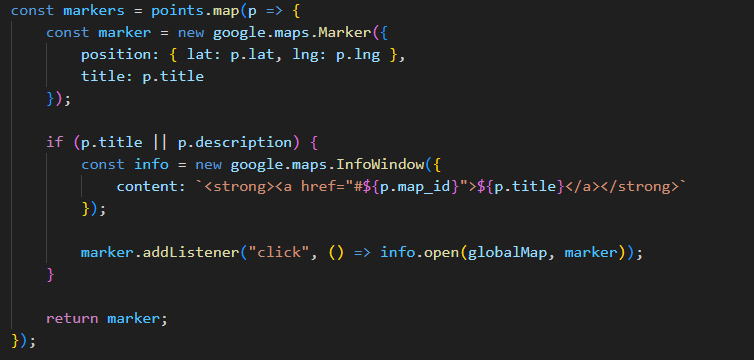 const markers = points.map(p => {
    const marker = new google.maps.Marker({
        position: { lat: p.lat, lng: p.lng },
        title: p.title
    });

    if (p.title || p.description) {
        const info = new google.maps.InfoWindow({
            content: `<strong><a href="#${p.map_id}">${p.title}</a></strong>`
        });

        marker.addListener("click", () => info.open(globalMap, marker));
    }

    return marker;
});